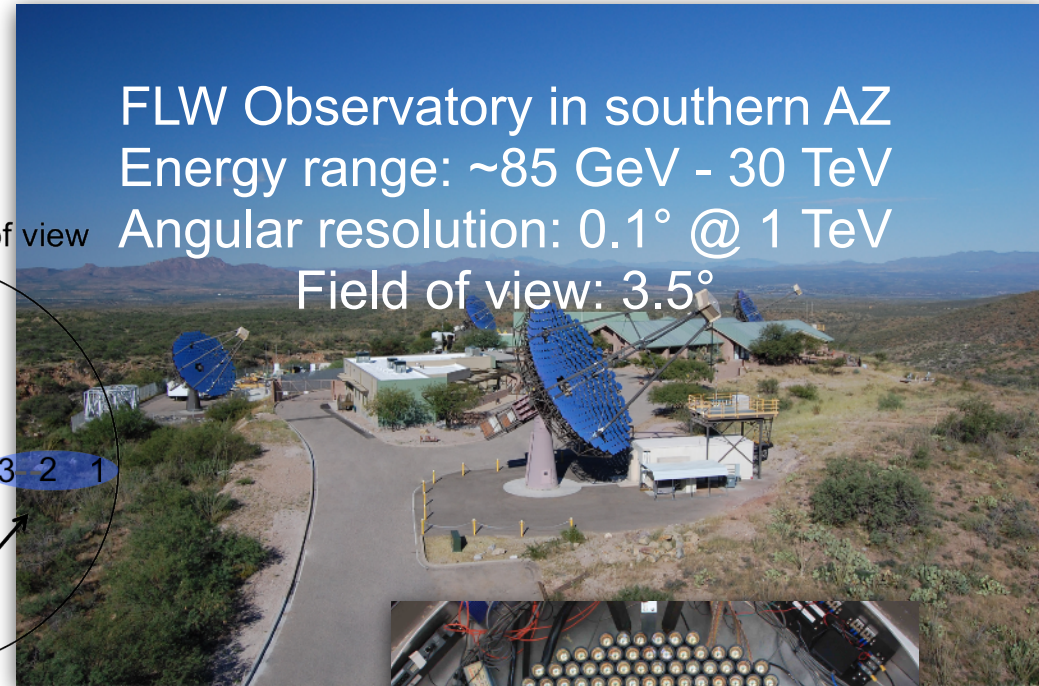 FLW Observatory in southern AZ
Energy range: ~85 GeV - 30 TeV
of view
Angular resolution: 0.1° @ 1 TeV
Field of view: 3.5°
3 2 1